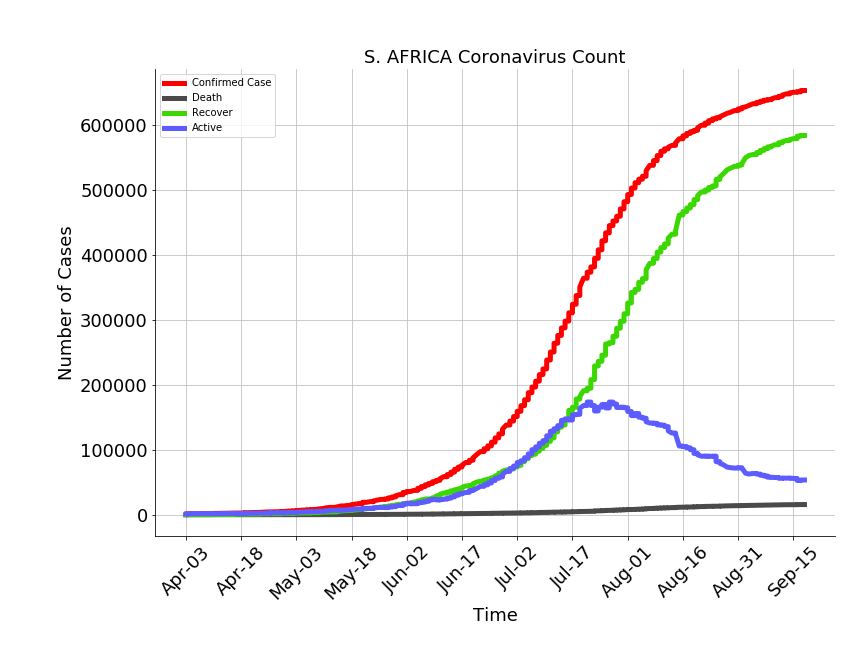 S. AFRICA Coronavirus Count
Confirmed Case
Death
Recover
Active
Number of Cases
600000
500000
400000
300000
200000
100000
0
Apr-03
Apr-18
May-03
May-18
Jun-02
Jun-17
Jul-02
Jul-17
Aug-01
Aug-16
Aug-31
Sep-15
Time